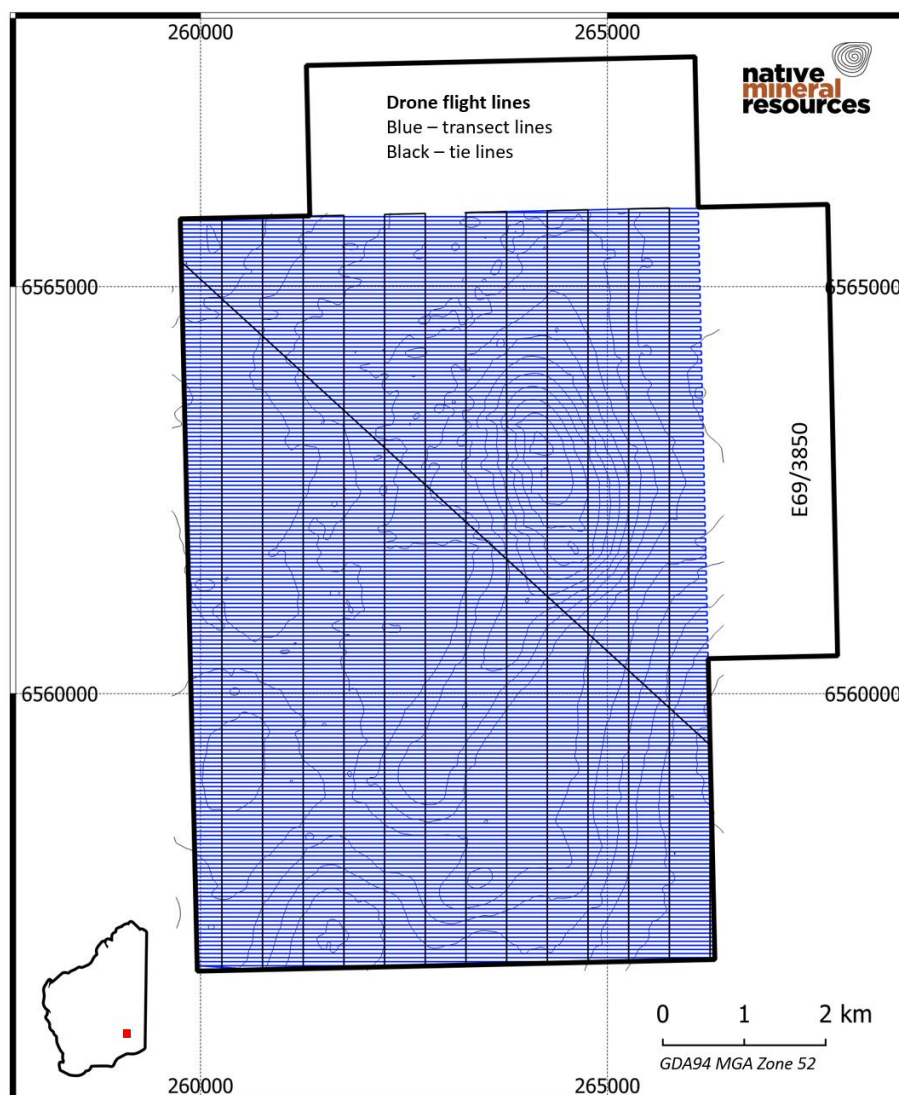 260000
265000
native
mineral
resources
Drone flight lines
Blue – transect lines
Black – tie lines
6565000
6565000
E69/3850
6560000
6560000
0 1 2 km
GDA94 MGA Zone 52
260000
265000